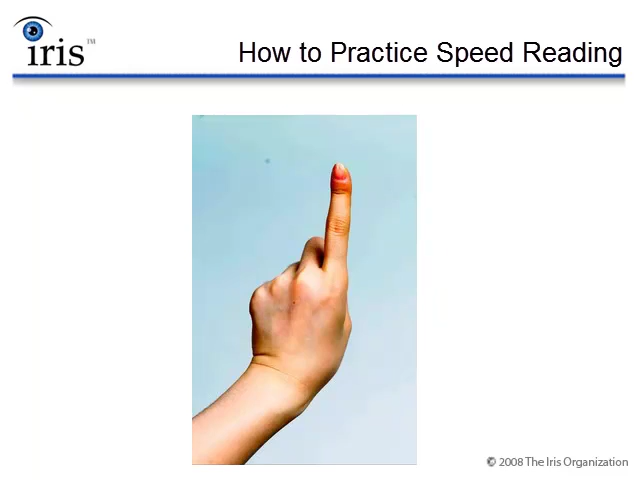 iris™
How to Practice Speed Reading
© 2008 The Iris Organization